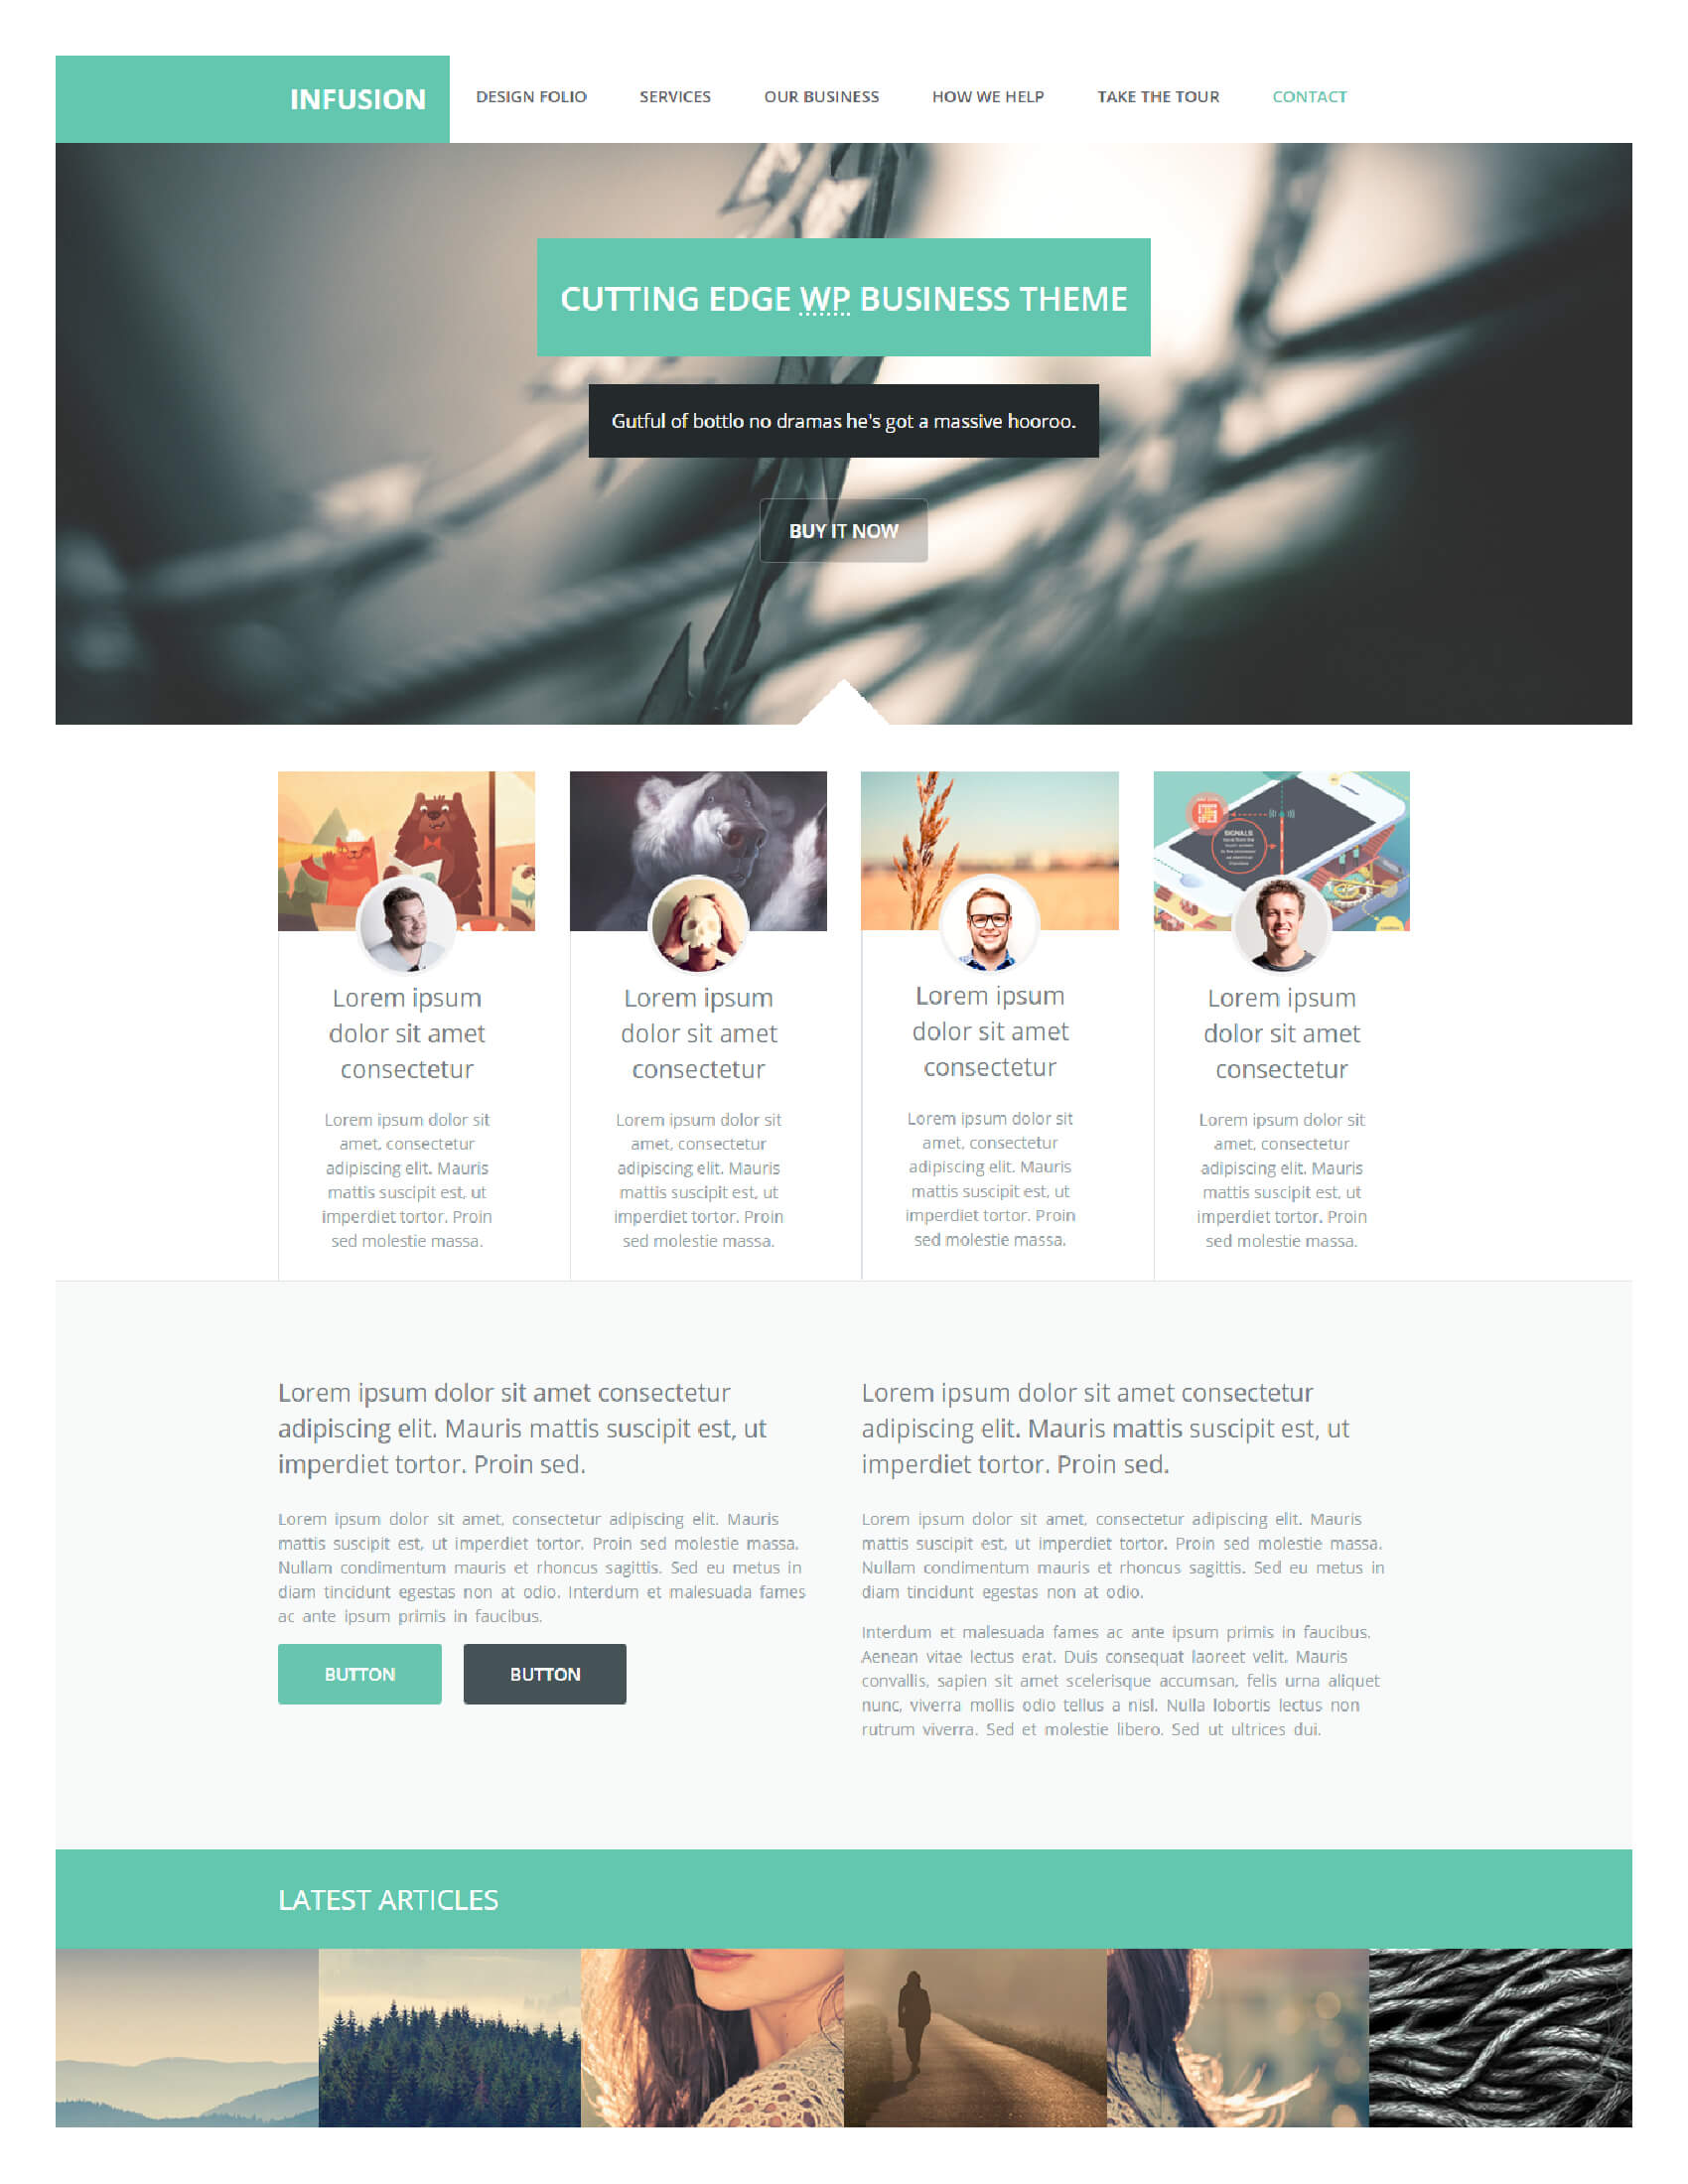 INFUSION
DESIGN FOLIO
SERVICES
OUR BUSINESS
HOW WE HELP
TAKE THE TOUR
CONTACT
CUTTING EDGE WP BUSINESS THEME
Gutful of bottlo no dramas he's got a massive hooroo.
BUY IT NOW
SIGNALS
Lorem ipsum
dolor sit amet
consectetur
Lorem ipsum dolor sit
amet, consectetur
adipiscing elit. Mauris
mattis suscipit est, ut
imperdiet tortor. Proin
sed molestie massa.
Lorem ipsum
dolor sit amet
consectetur
Lorem ipsum dolor sit
amet, consectetur
adipiscing elit. Mauris
mattis suscipit est, ut
imperdiet tortor. Proin
sed molestie massa.
Lorem ipsum
dolor sit amet
consectetur
Lorem ipsum dolor sit
amet, consectetur
adipiscing elit. Mauris
mattis suscipit est, ut
imperdiet tortor. Proin
sed molestie massa.
Lorem ipsum
dolor sit amet
consectetur
Lorem ipsum dolor sit
amet, consectetur
adipiscing elit. Mauris
mattis suscipit est, ut
imperdiet tortor. Proin
sed molestie massa.
Lorem ipsum dolor sit amet consectetur
adipiscing elit. Mauris mattis suscipit est, ut
imperdiet tortor. Proin sed.
Lorem ipsum dolor sit amet, consectetur adipiscing elit. Mauris
mattis suscipit est, ut imperdiet tortor. Proin sed molestie massa.
Nullam condimentum mauris et rhoncus sagittis. Sed eu metus in
diam tincidunt egestas non at odio. Interdum et malesuada fames
ac ante ipsum primis in faucibus.
BUTTON
BUTTON
Lorem ipsum dolor sit amet consectetur
adipiscing elit. Mauris mattis suscipit est, ut
imperdiet tortor. Proin sed.
Lorem ipsum dolor sit amet, consectetur adipiscing elit. Mauris
mattis suscipit est, ut imperdiet tortor. Proin sed molestie massa.
Nullam condimentum mauris et rhoncus sagittis. Sed eu metus in
diam tincidunt egestas non at odio.
Interdum et malesuada fames ac ante ipsum primis in faucibus.
Aenean vitae lectus erat. Duis consequat laoreet velit. Mauris
convallis, sapien sit amet scelerisque accumsan, felis urna aliquet
nunc, viverra mollis odio tellus a nisl. Nulla lobortis lectus non
rutrum viverra. Sed et molestie libero. Sed ut ultrices dui.
LATEST ARTICLES